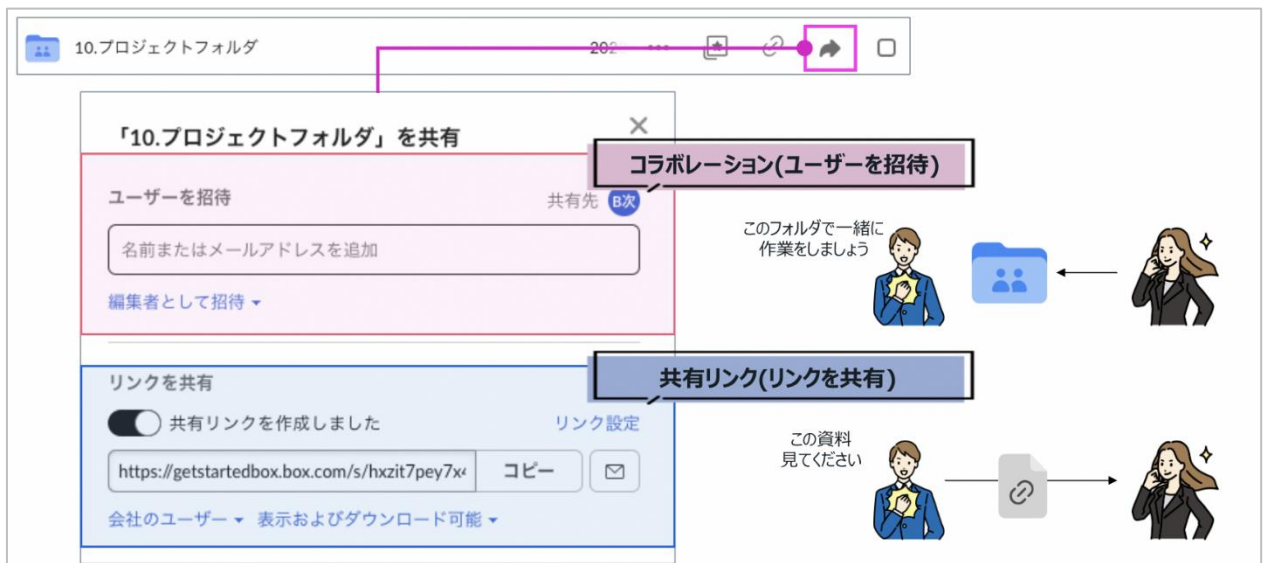 10.プロジェクトフォルダ
202
「10.プロジェクトフォルダ」を共有
コラボレーション(ユーザーを招待)
ユーザーを招待
共有先 B次
名前またはメールアドレスを追加
編集者として招待
このフォルダで一緒に
作業をしましょう
共有リンク(リンクを共有)
リンクを共有
共有リンクを作成しました
リンク設定
https://getstartedbox.box.com/s/hxzit7pey7x
コピー
会社のユーザー 表示およびダウンロード可能
この資料
見てください